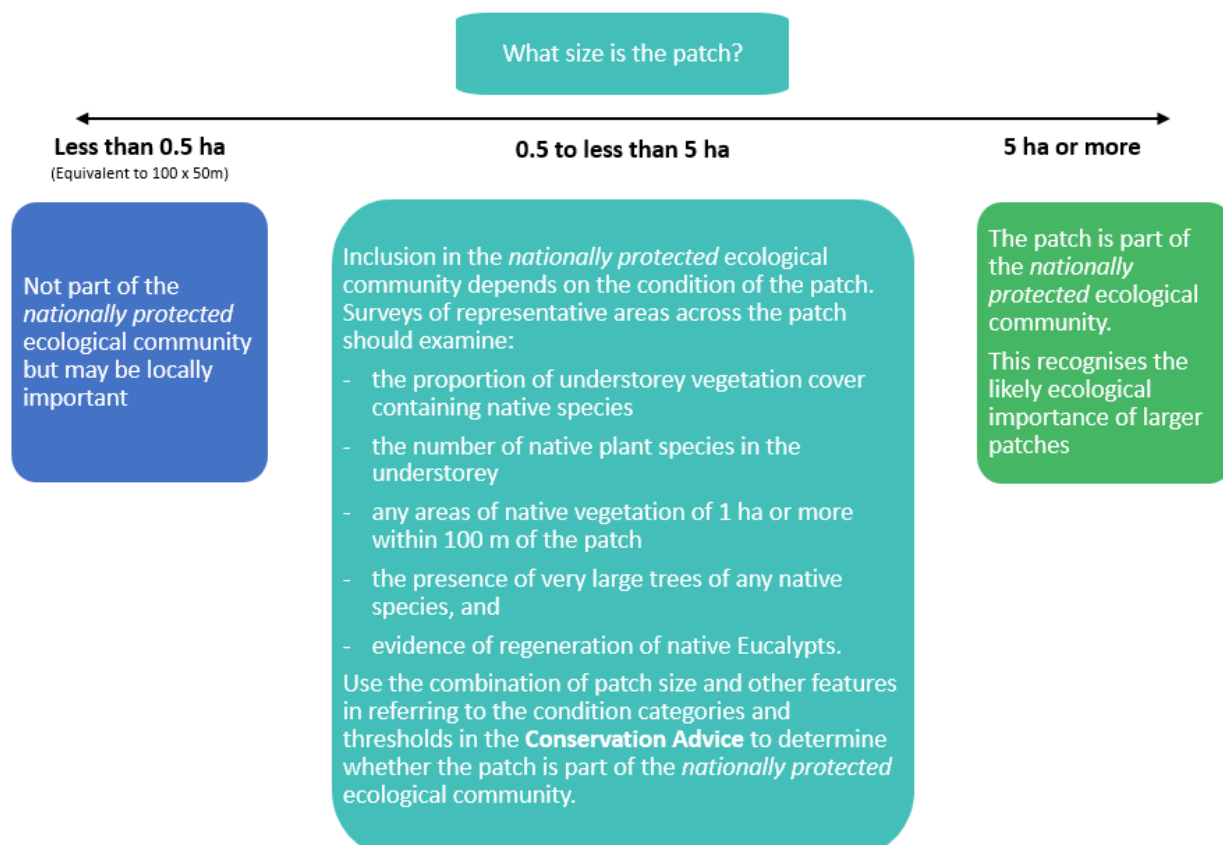 What size is the patch?
Less than 0.5 ha
(Equivalent to 100 x 50m)
0.5 to less than 5 ha
5 ha or more
Not part of the
nationally protected
ecological community
but may be locally
important
Inclusion in the nationally protected ecological
community depends on the condition of the patch.
Surveys of representative areas across the patch
should examine:
- the proportion of understorey vegetation cover
containing native species
- the number of native plant species in the
understorey
- any areas of native vegetation of 1 ha or more
within 100 m of the patch
- the presence of very large trees of any native
species, and
- evidence of regeneration of native Eucalypts.
Use the combination of patch size and other features
in referring to the condition categories and
thresholds in the Conservation Advice to determine
whether the patch is part of the nationally protected
ecological community.
The patch is part of
the nationally
protected ecological
community.
This recognises the
likely ecological
importance of larger
patches